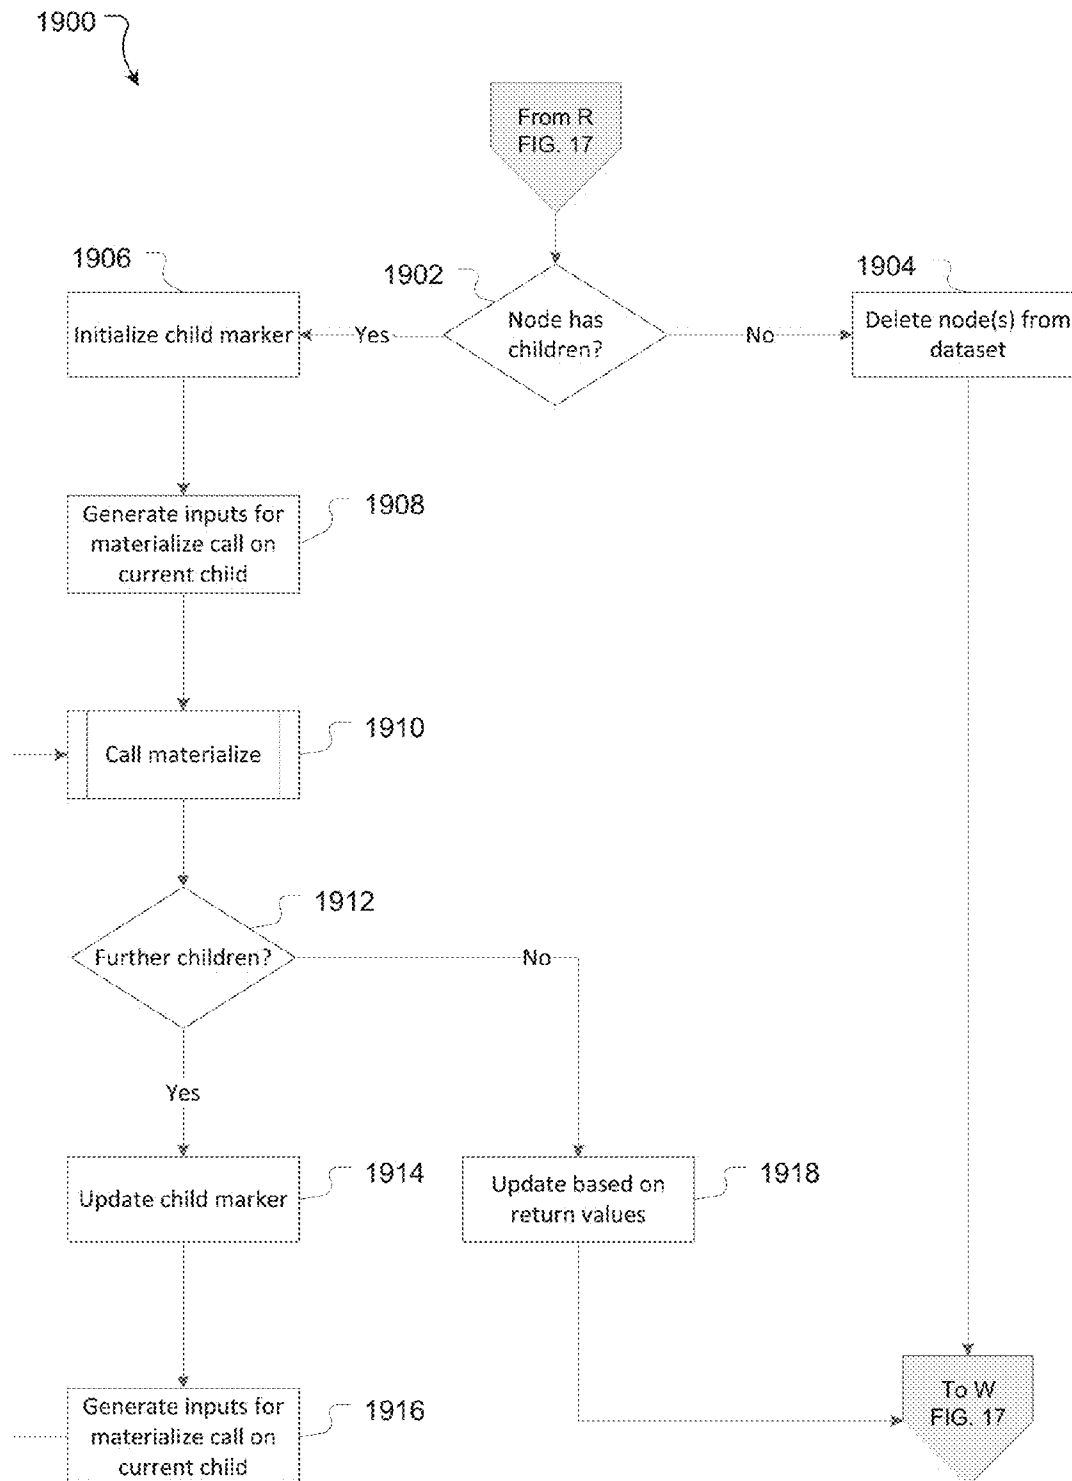 1900
From R
FIG. 17
1906
1902
1904
Initialize child marker
Yes
Node has
children?
No
Delete node(s) from
dataset
Generate inputs for
materialize call on
current child
1908
Call materialize
1910
1912
Further children?
No
Yes
Update child marker
1914
Update based on
return values
1918
Generate inputs for
materialize call on
current child
1916
To W
FIG. 17